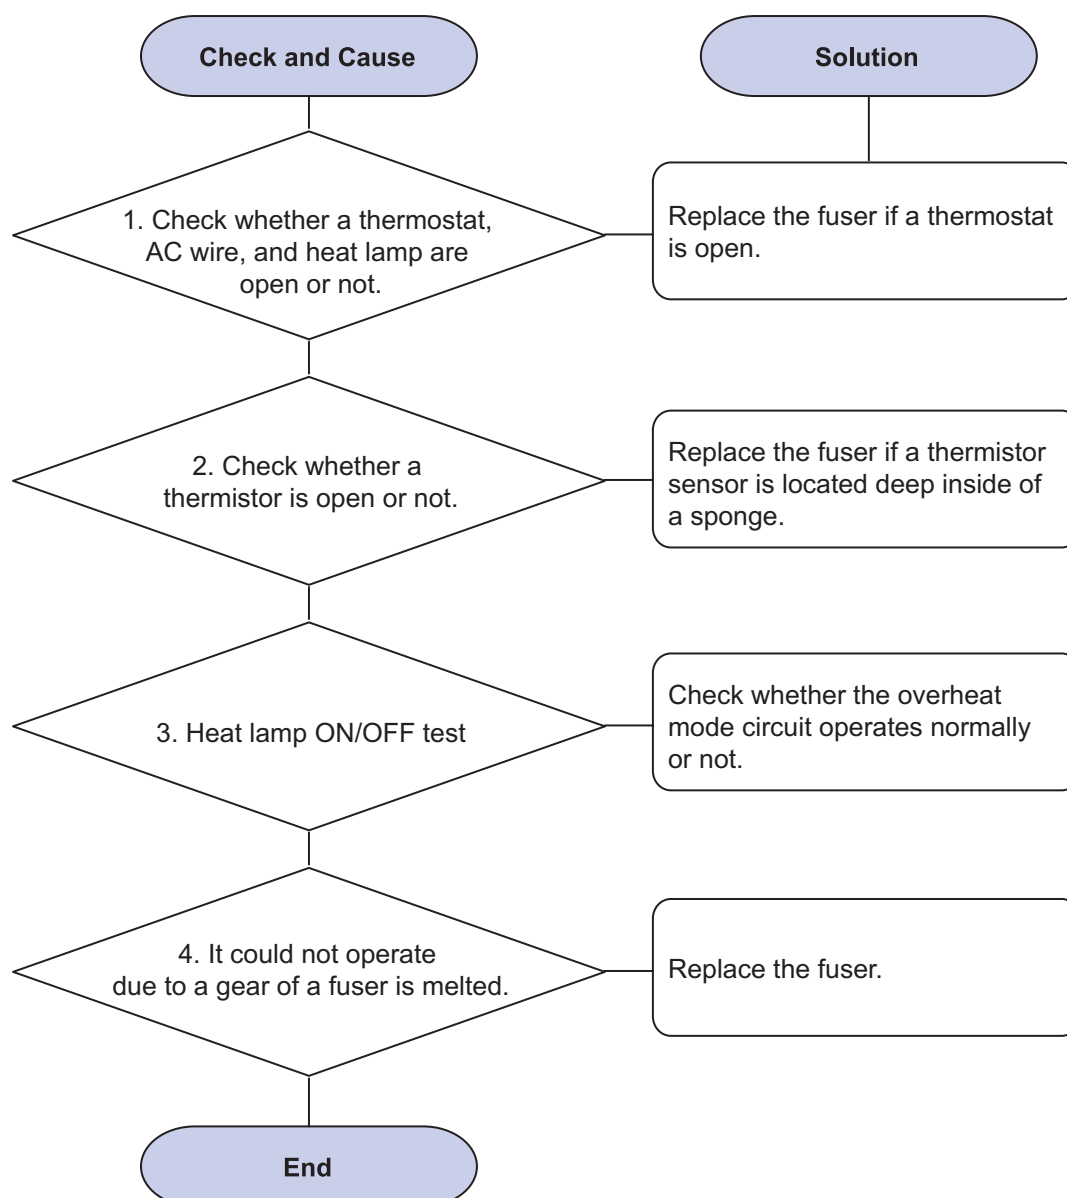 Check and Cause
Solution
1. Check whether a thermostat,
AC wire, and heat lamp are
open or not.
Replace the fuser if a thermostat
is open.
2. Check whether a
thermistor is open or not.
Replace the fuser if a thermistor
sensor is located deep inside of
a sponge.
3. Heat lamp ON/OFF test
Check whether the overheat
mode circuit operates normally
or not.
4. It could not operate
due to a gear of a fuser is melted.
Replace the fuser.
End